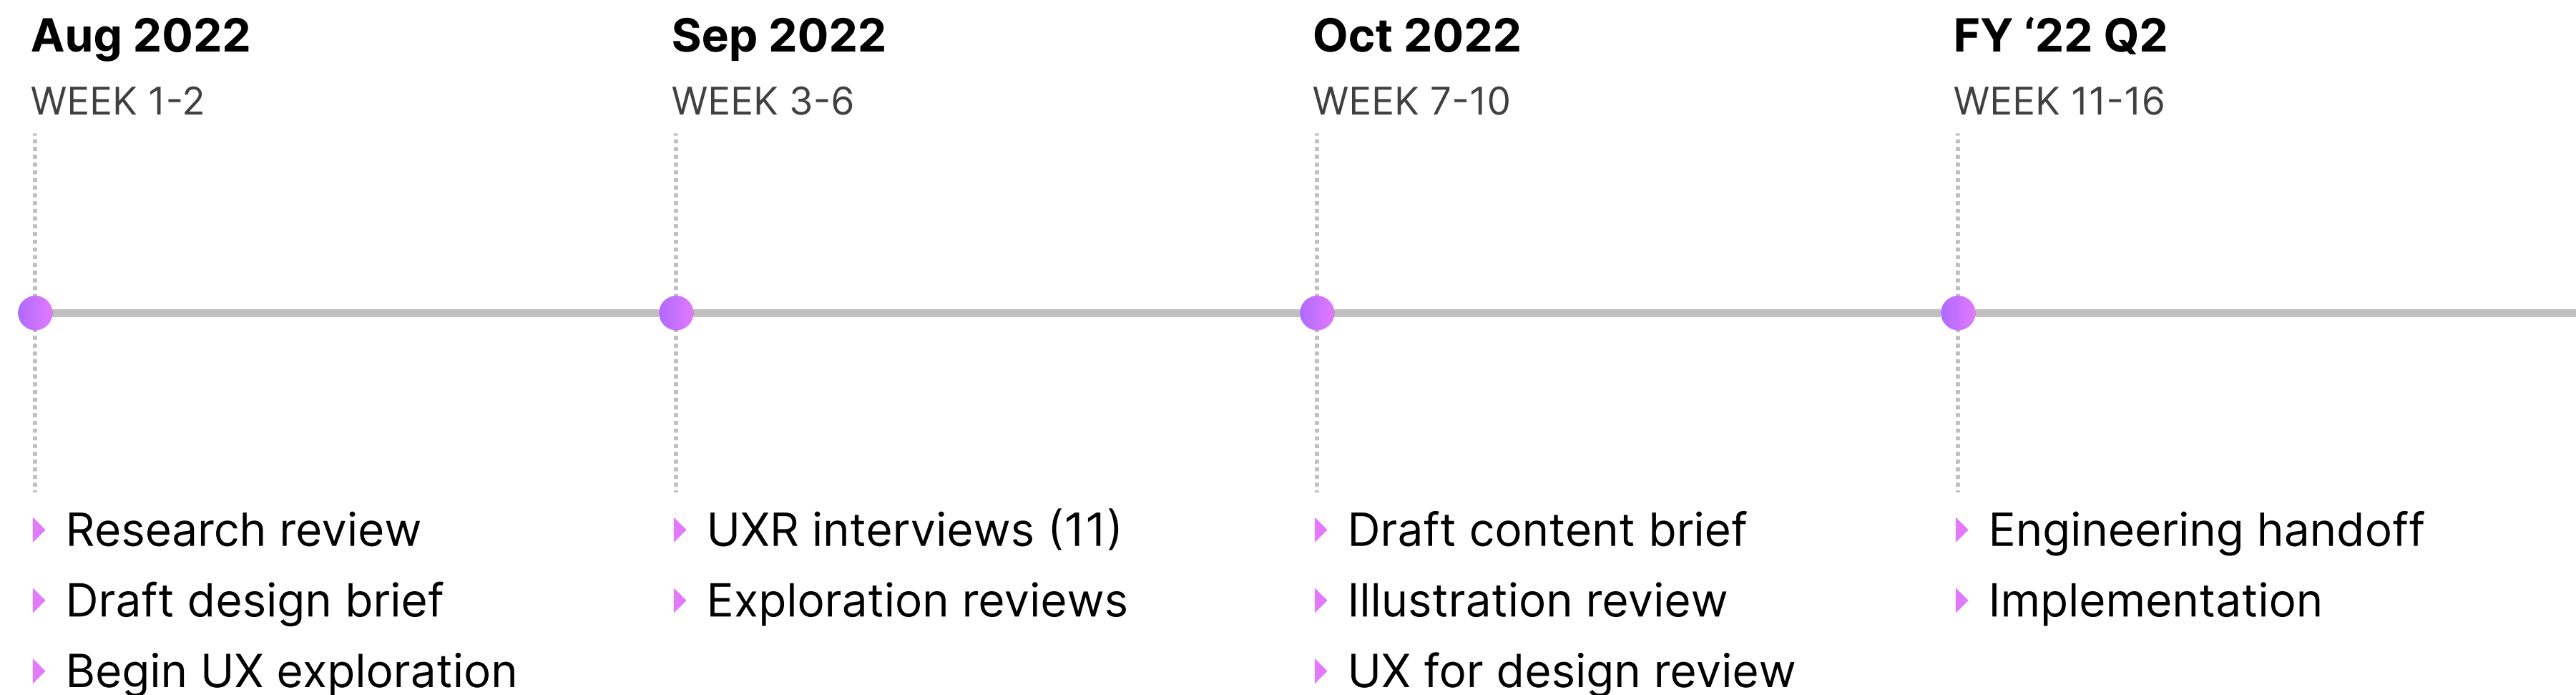 Aug 2022
WEEK 1-2
Research review
Draft design brief
Begin UX exploration
Sep 2022
WEEK 3-6
UXR interviews (11)
Exploration reviews
Oct 2022
WEEK 7-10
Draft content brief
Illustration review
UX for design review
FY ‘22 Q2
WEEK 11-16
Engineering handoff
Implementation